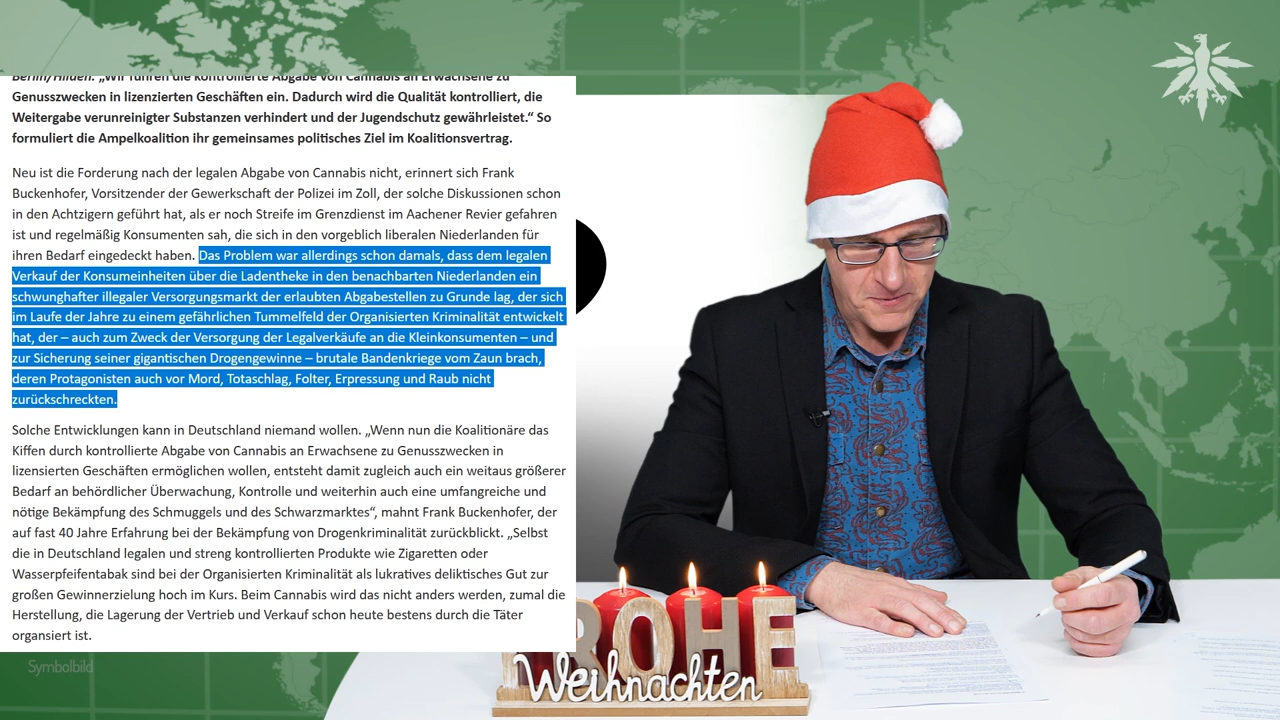 Berlin/Hilden. „Wir führen die kontrollierte Abgabe von Cannabis an Erwachsene zu
Genusszwecken in lizenzierten Geschäften ein. Dadurch wird die Qualität kontrolliert, die
Weitergabe verunreinigter Substanzen verhindert und der Jugendschutz gewährleistet.“ So
formuliert die Ampelkoalition ihr gemeinsames politisches Ziel im Koalitionsvertrag.
Neu ist die Forderung nach der legalen Abgabe von Cannabis nicht, erinnert sich Frank
Buckenhofer, Vorsitzender der Gewerkschaft der Polizei im Zoll, der solche Diskussionen schon
in den Achtzigern geführt hat, als er noch Streife im Grenzdienst im Aachener Revier gefahren
ist und regelmäßig Konsumenten sah, die sich in den vorgeblich liberalen Niederlanden für
ihren Bedarf eingedeckt haben. Das Problem war allerdings schon damals, dass dem legalen
Verkauf der Konsumeinheiten über die Ladentheke in den benachbarten Niederlanden ein
schwunghafter illegaler Versorgungsmarkt der erlaubten Abgabestellen zu Grunde lag, der sich
im Laufe der Jahre zu einem gefährlichen Tummelfeld der Organisierten Kriminalität entwickelt
hat, der – auch zum Zweck der Versorgung der Legalverkäufe an die Kleinkonsumenten – und
zur Sicherung seiner gigantischen Drogengewinne – brutale Bandenkriege vom Zaun brach,
deren Protagonisten auch vor Mord, Totaschlag, Folter, Erpressung und Raub nicht
zurückschreckten.
Solche Entwicklungen kann in Deutschland niemand wollen. „Wenn nun die Koalitionäre das
Kiffen durch kontrollierte Abgabe von Cannabis an Erwachsene zu Genusszwecken in
lizensierten Geschäften ermöglichen wollen, entsteht damit zugleich auch ein weitaus größerer
Bedarf an behördlicher Überwachung, Kontrolle und weiterhin auch eine umfangreiche und
nötige Bekämpfung des Schmuggels und des Schwarzmarktes“, mahnt Frank Buckenhofer, der
auf fast 40 Jahre Erfahrung bei der Bekämpfung von Drogenkriminalität zurückblickt. „Selbst
die in Deutschland legalen und streng kontrollierten Produkte wie Zigaretten oder
Wasserpfeifentabak sind bei der Organisierten Kriminalität als lukratives deliktisches Gut zur
großen Gewinnerzielung hoch im Kurs. Beim Cannabis wird das nicht anders werden, zumal die
Herstellung, die Lagerung der Vertrieb und Verkauf schon heute bestens durch die Täter
organsiert ist.
Symbolbild
FROHE
Weihnachten